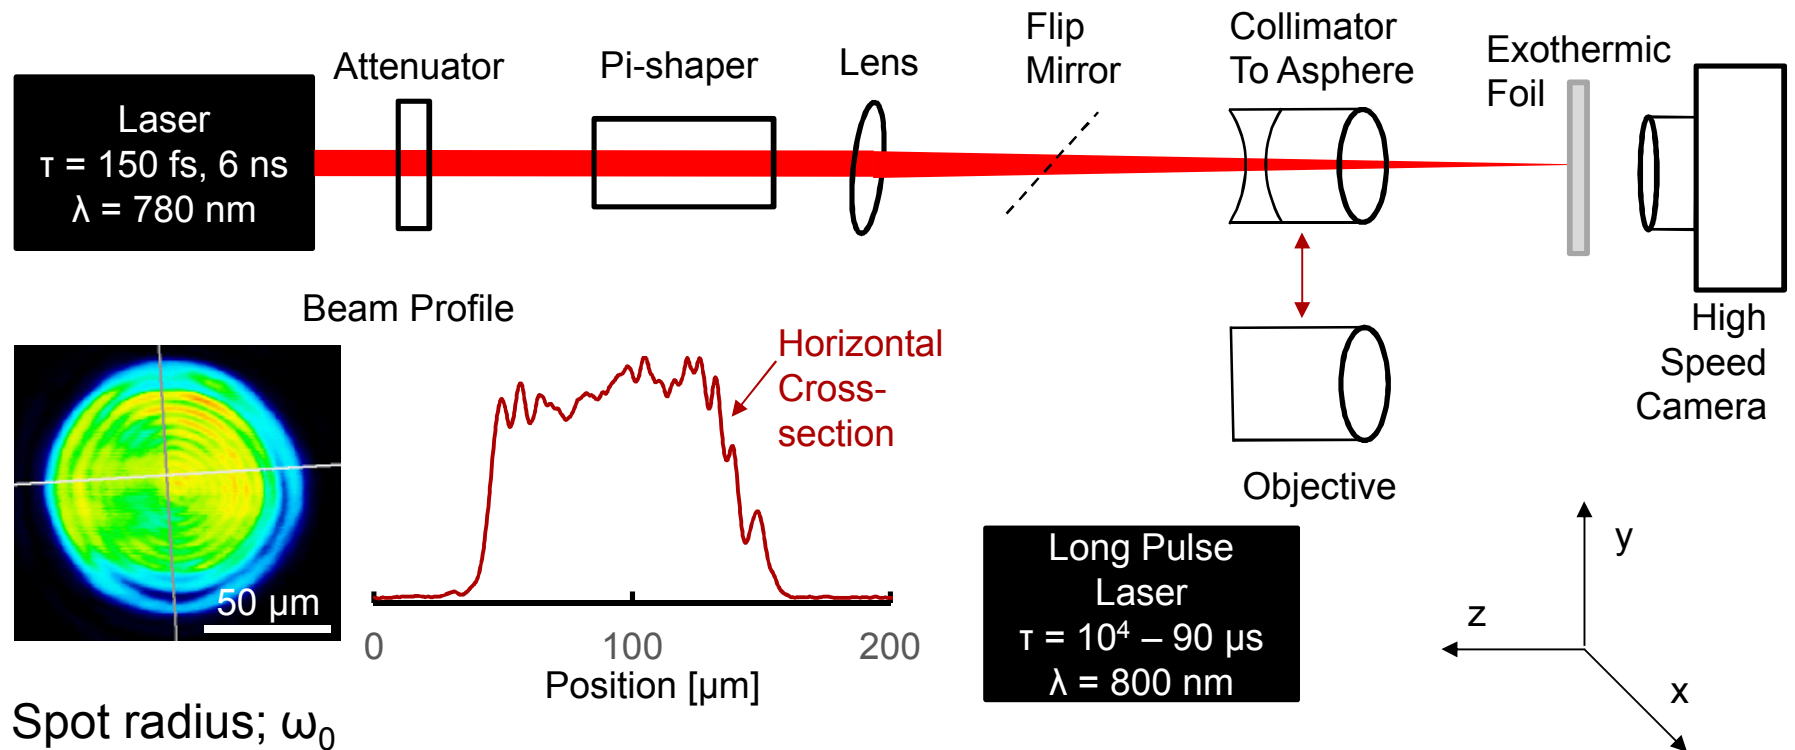 Laser
τ = 150 fs, 6 ns
λ = 780 nm
Attenuator
Pi-shaper
Lens
Flip
Mirror
Collimator
To Asphere
Exothermic
Foil
High
Speed
Camera
Beam Profile
50 µm
Spot radius; ω₀
Horizontal
Cross-
section
0
100
200
Position [µm]
Objective
Long Pulse
Laser
τ = 10⁴ – 90 µs
λ = 800 nm
y
z
x